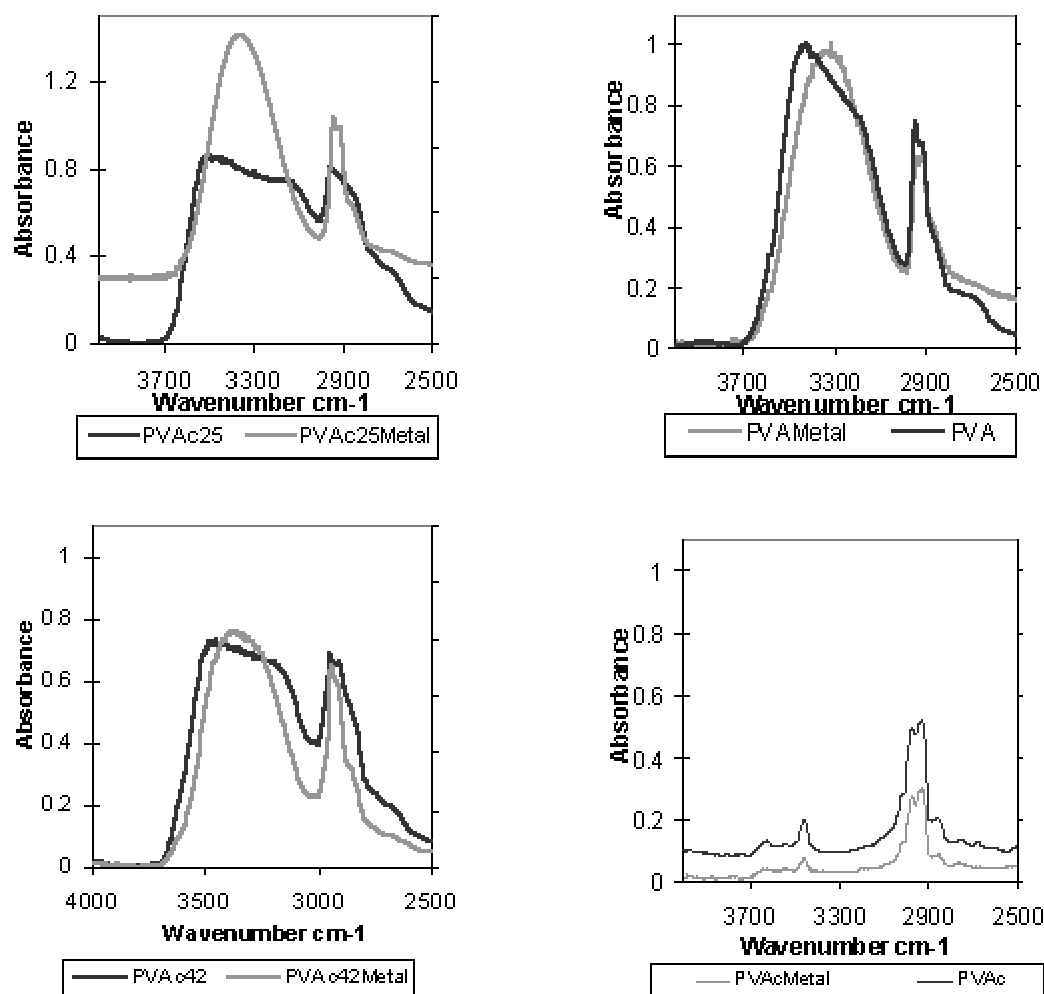 1.2
Absorbance
0.8
0.4
0
3700 3300 2900 2500
Wavenumber cm-1
PVAc25 PVAc25Metal
1
0.8
Absorbance
0.6
0.4
0.2
0
3700 3300 2900 2500
Wavenumber cm-1
PVAMetal PVA
1
0.8
Absorbance
0.6
0.4
0.2
0
4000 3500 3000 2500
Wavenumber cm-1
PVAc42 PVAc42Metal
1
0.8
Absorbance
0.6
0.4
0.2
0
3700 3300 2900 2500
Wavenumber cm-1
PVAcMetal PVAc